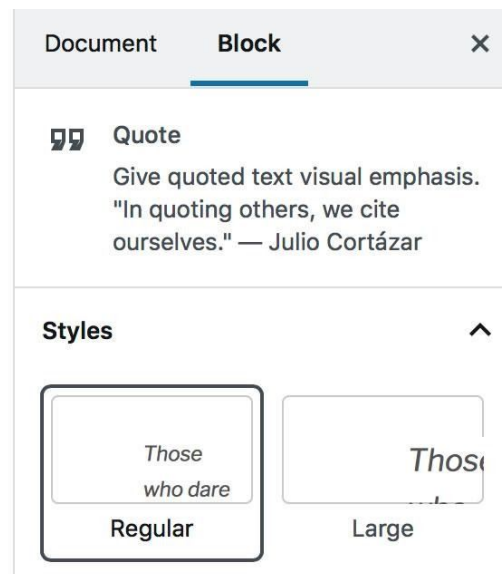 Document Block ×
Quote
Give quoted text visual emphasis.
"In quoting others, we cite
ourselves." — Julio Cortázar
Styles
Those
who dare
Regular
Those
Large